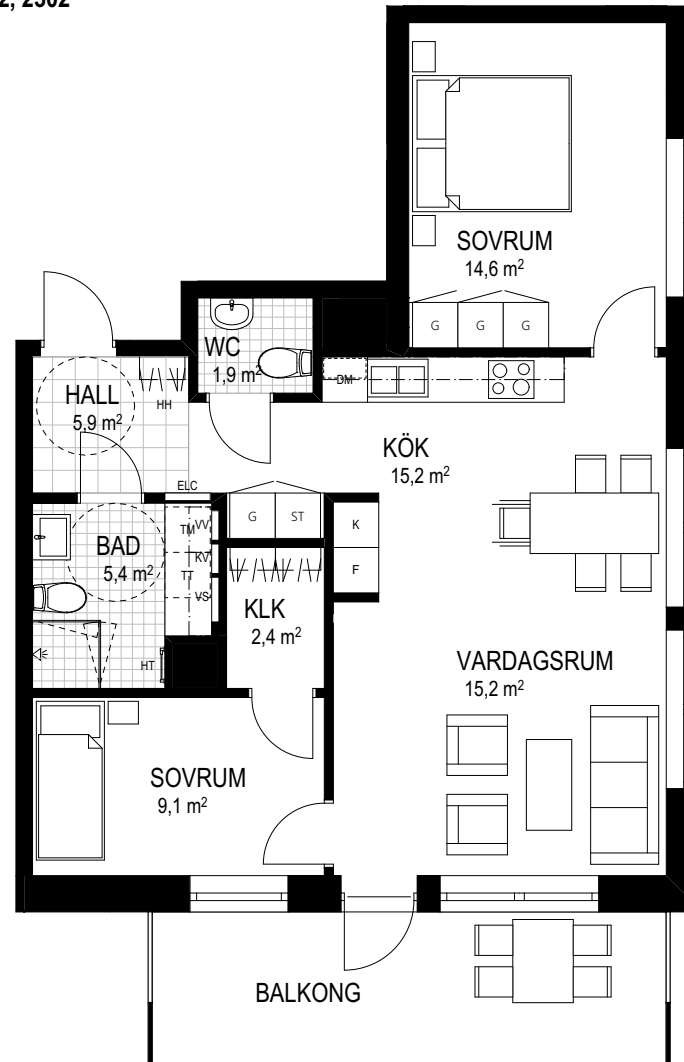 SOVRUM
14,6 m²
G G G
WC
1,9 m²
DM
HALL
5,9 m²
HH
KÖK
15,2 m²
ELC
G ST
K
F
TM VV
KV
TT
VS
BAD
5,4 m²
HT
KLK
2,4 m²
VARDAGSRUM
15,2 m²
SOVRUM
9,1 m²
BALKONG